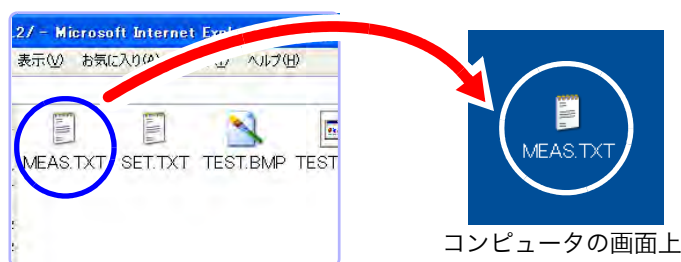 .2/ - Microsoft Internet
表示(V) お気に入り(A) ヘルプ(H)
MEAS.TXT SET.TXT TEST.BMP TEST
MEAS.TXT
コンピュータの画面上